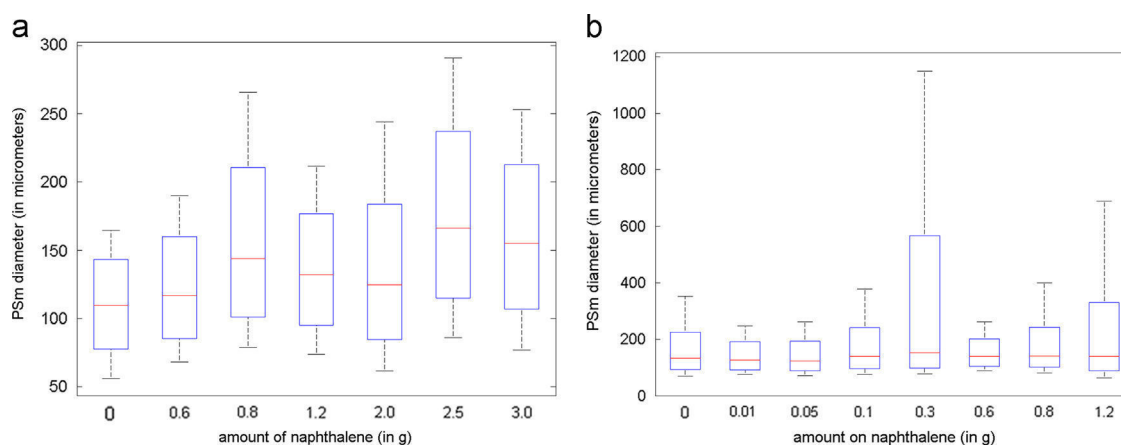 a
300
250
200
150
100
50
PSm diameter (in micrometers)
0 0.6 0.8 1.2 2.0 2.5 3.0
amount of naphthalene (in g)
b
1200
1000
800
600
400
200
0
PSm diameter (in micrometers)
0 0.01 0.05 0.1 0.3 0.6 0.8 1.2
amount on naphthalene (in g)